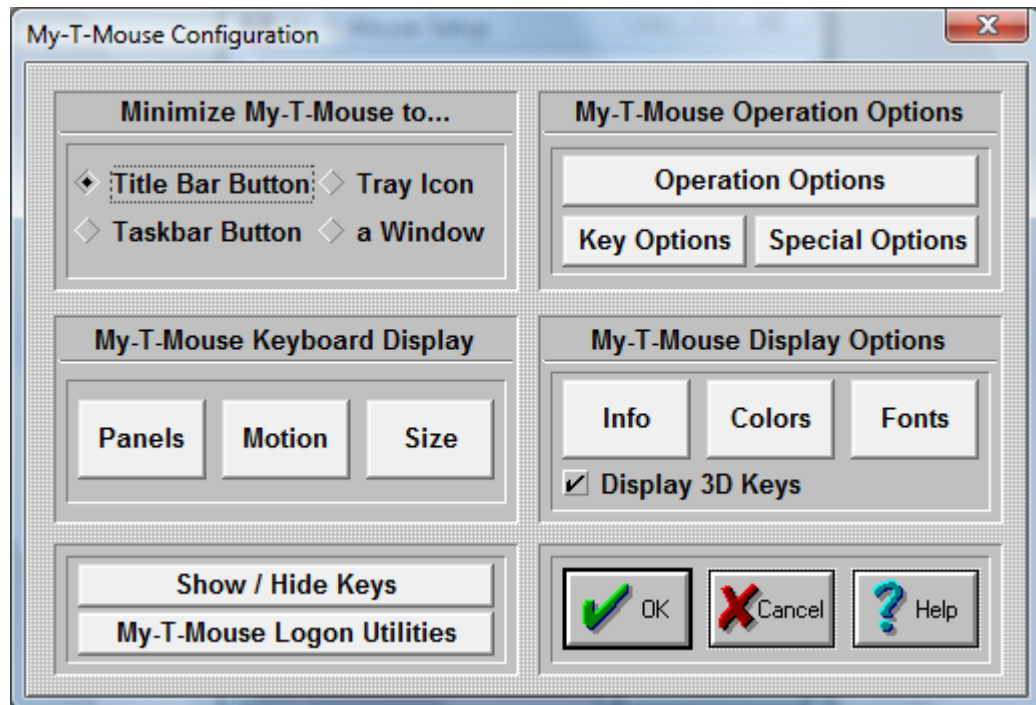 My-T-Mouse Configuration
Minimize My-T-Mouse to...
Title Bar Button
Tray Icon
Taskbar Button
a Window
My-T-Mouse Operation Options
Operation Options
Key Options
Special Options
My-T-Mouse Keyboard Display
Panels
Motion
Size
My-T-Mouse Display Options
Info
Colors
Fonts
Display 3D Keys
Show / Hide Keys
My-T-Mouse Logon Utilities
OK
Cancel
Help